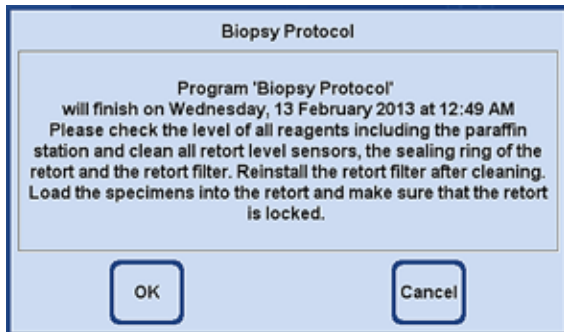 Biopsy Protocol
Program 'Biopsy Protocol'
will finish on Wednesday, 13 February 2013 at 12:49 AM
Please check the level of all reagents including the paraffin
station and clean all retort level sensors, the sealing ring of the
retort and the retort filter. Reinstall the retort filter after cleaning.
Load the specimens into the retort and make sure that the retort
is locked.
OK
Cancel